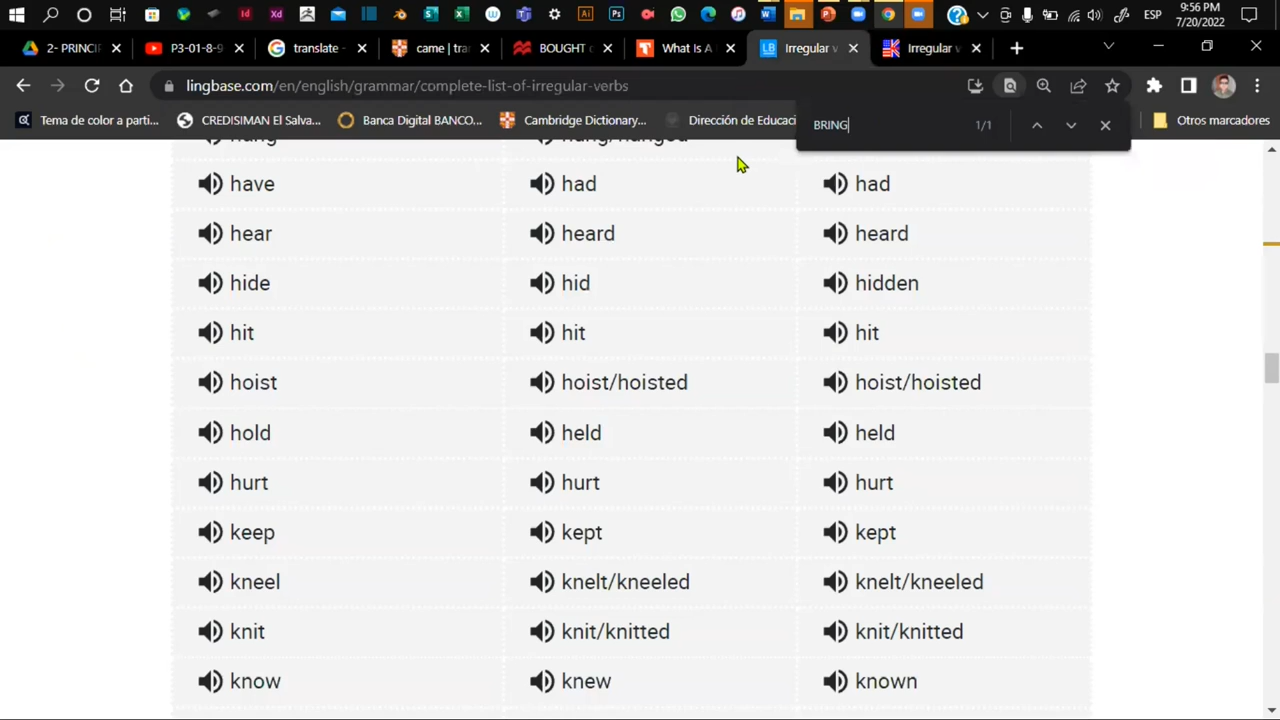 9:56 PM
ESP
7/20/2022
2- PRINCIF
P3-01-8-9
translate -
came | tra
BOUGHT c
What Is A
Irregular v
Irregular v
lingbase.com/en/english/grammar/complete-list-of-irregular-verbs
Tema de color a parti...
CREDISIMAN El Salva...
Banca Digital BANCO...
Cambridge Dictionary...
Dirección de Educaci
Otros marcadores
BRING
1/1
hang hung/hanged
have had had
hear heard heard
hide hid hidden
hit hit hit
hoist hoist/hoisted hoist/hoisted
hold held held
hurt hurt hurt
keep kept kept
kneel knelt/kneeled knelt/kneeled
knit knit/knitted knit/knitted
know knew known